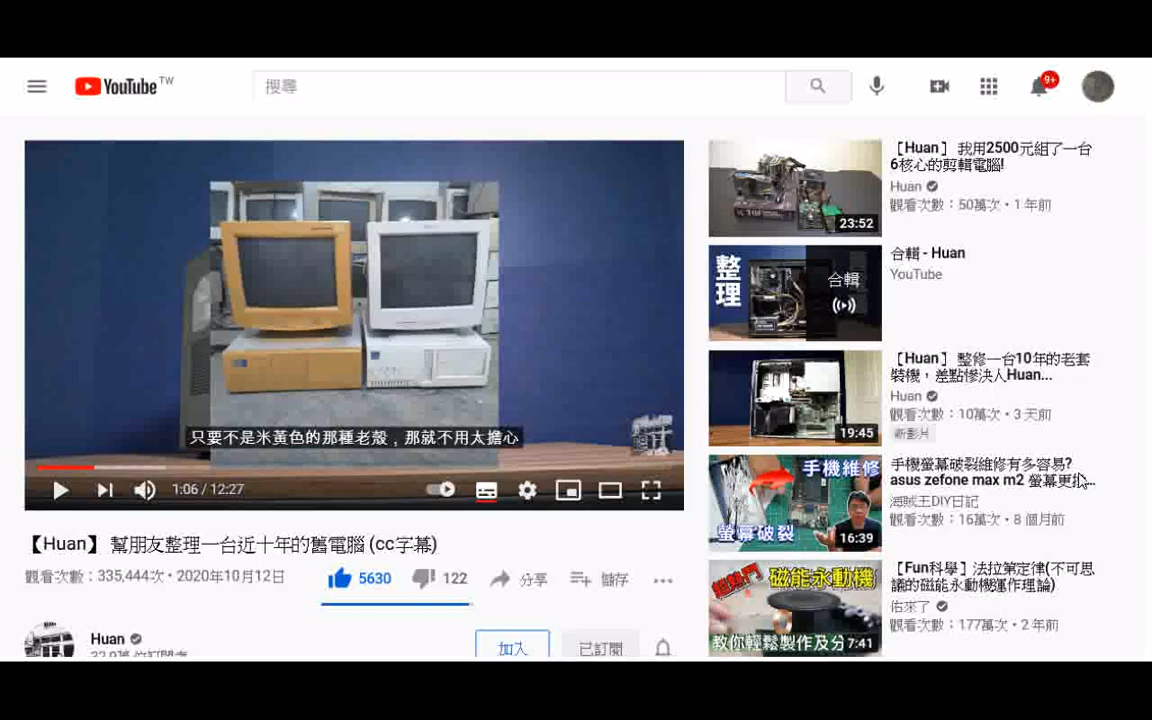 YouTube TW
搜尋
9+
只要不是米黃色的那種老殼，那就不用太擔心
1:06 / 12:27
【Huan】 幫朋友整理一台近十年的舊電腦 (cc字幕)
觀看次數：335,444次・2020年10月12日
5630
122
分享
儲存
Huan
加入
已訂閱
23:52
【Huan】 我用2500元組了一台
6核心的剪輯電腦!
Huan
觀看次數：50萬次・1 年前
整理
合輯
合輯 - Huan
YouTube
19:45
【Huan】 整修一台10年的老套
裝機，差點慘決人Huan...
Huan
觀看次數：10萬次・3 天前
新影片
手機維修
螢幕破裂
16:39
手機螢幕破裂維修有多容易?
asus zefone max m2 螢幕更換...
海賊王DIY日記
觀看次數：16萬次・8 個月前
超熱門
磁能永動機
教你輕鬆製作及分
7:41
【Fun科學】法拉第定律(不可思
議的磁能永動機運作理論)
佑來了
觀看次數：177萬次・2 年前